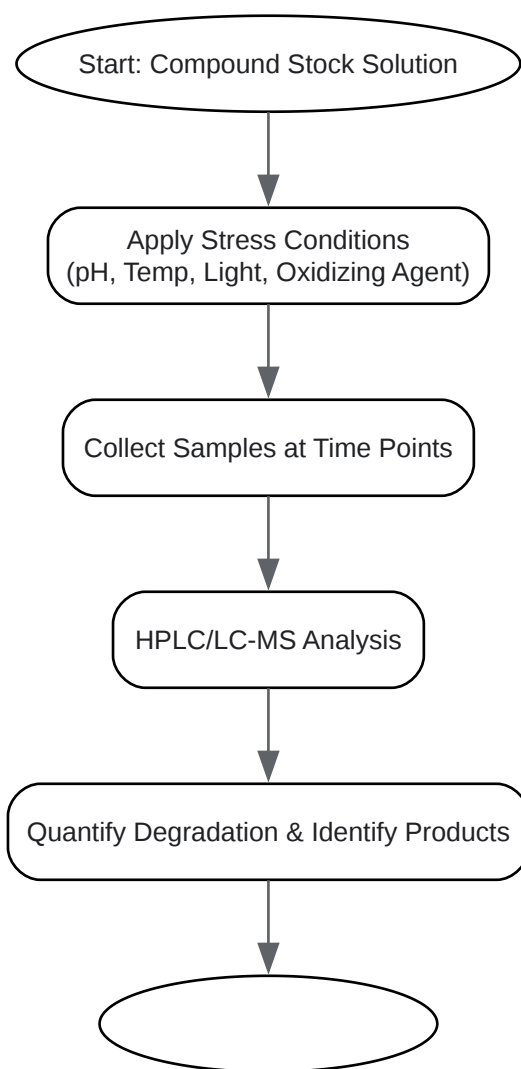 Start: Compound Stock Solution
Apply Stress Conditions
(pH, Temp, Light, Oxidizing Agent)
Collect Samples at Time Points
HPLC/LC-MS Analysis
Quantify Degradation & Identify Products